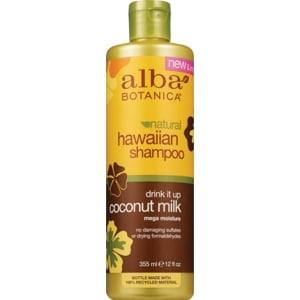 new &
alba
BOTANICA®
natural
hawaiian
shampoo
drink it up
coconut milk
mega moisture
no damaging sulfates
or drying formaldehydes
355 ml e 12 fl oz
BOTTLE MADE WITH
100% RECYCLED MATERIAL